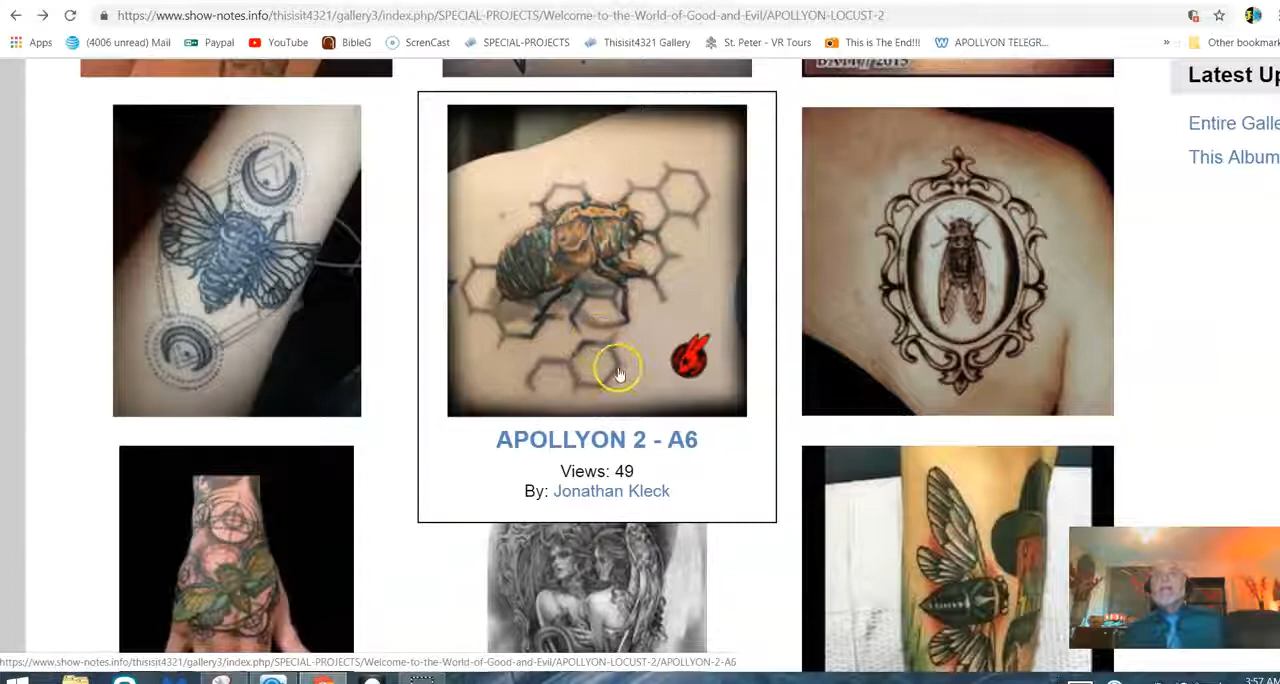 https://www.show-notes.info/thisisit4321/gallery3/index.php/SPECIAL-PROJECTS/Welcome-to-the-World-of-Good-and-Evil/APOLLYON-LOCUST-2
Apps
(4006 unread) Mail
Paypal
YouTube
BibleG
ScrenCast
SPECIAL-PROJECTS
Thisisit4321 Gallery
St. Peter - VR Tours
This is The End!!!
APOLLYON TELEGR...
»
Other bookmark
Latest Up
Entire Galle
This Album
APOLLYON 2 - A6
Views: 49
By: Jonathan Kleck
https://www.show-notes.info/thisisit4321/gallery3/index.php/SPECIAL-PROJECTS/Welcome-to-the-World-of-Good-and-Evil/APOLLYON-LOCUST-2/APOLLYON-2-A6
3:57 AM